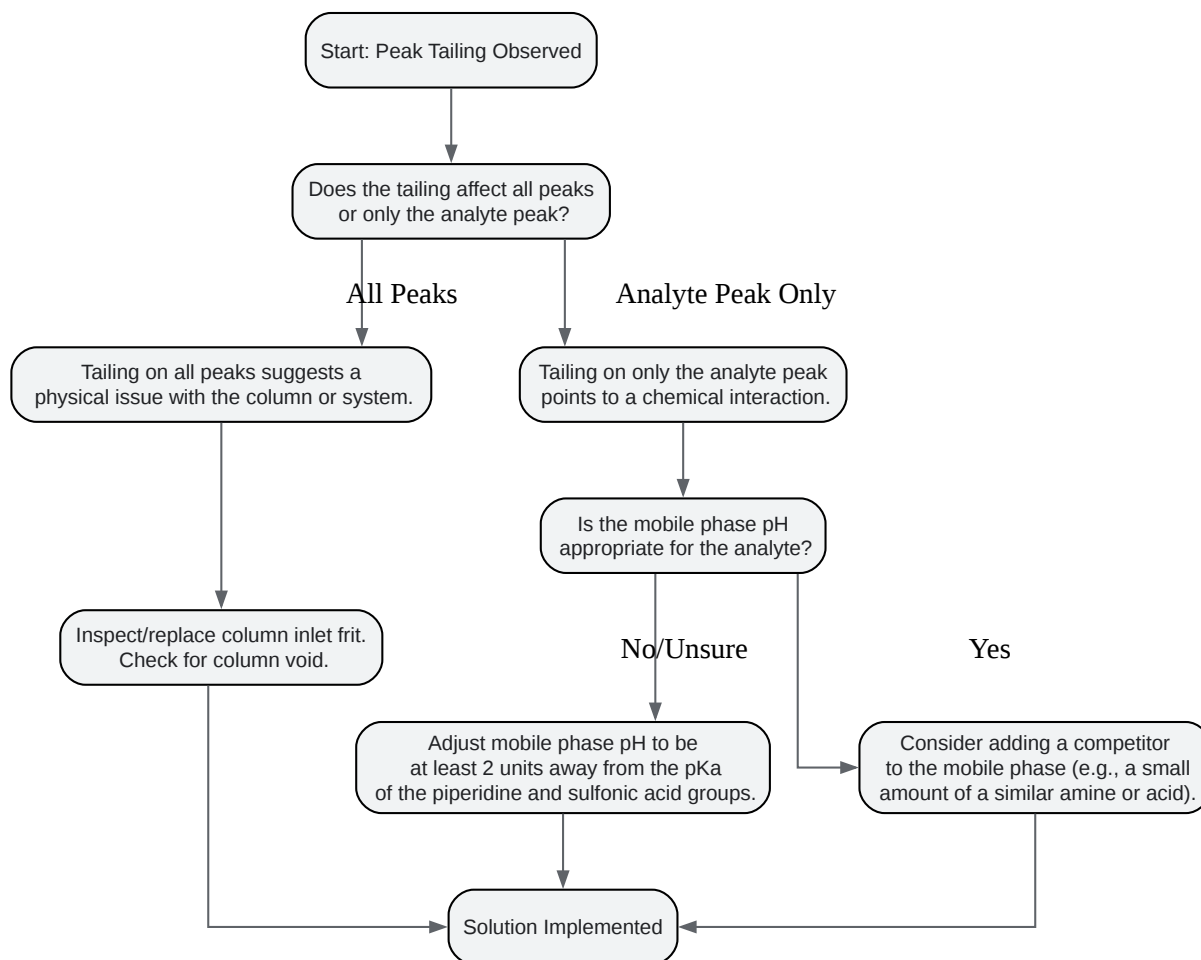 Start: Peak Tailing Observed
Does the tailing affect all peaks
or only the analyte peak?
All Peaks
Analyte Peak Only
Tailing on all peaks suggests a
physical issue with the column or system.
Tailing on only the analyte peak
points to a chemical interaction.
Is the mobile phase pH
appropriate for the analyte?
Inspect/replace column inlet frit.
Check for column void.
No/Unsure
Yes
Adjust mobile phase pH to be
at least 2 units away from the pKa
of the piperidine and sulfonic acid groups.
Consider adding a competitor
to the mobile phase (e.g., a small
amount of a similar amine or acid).
Solution Implemented